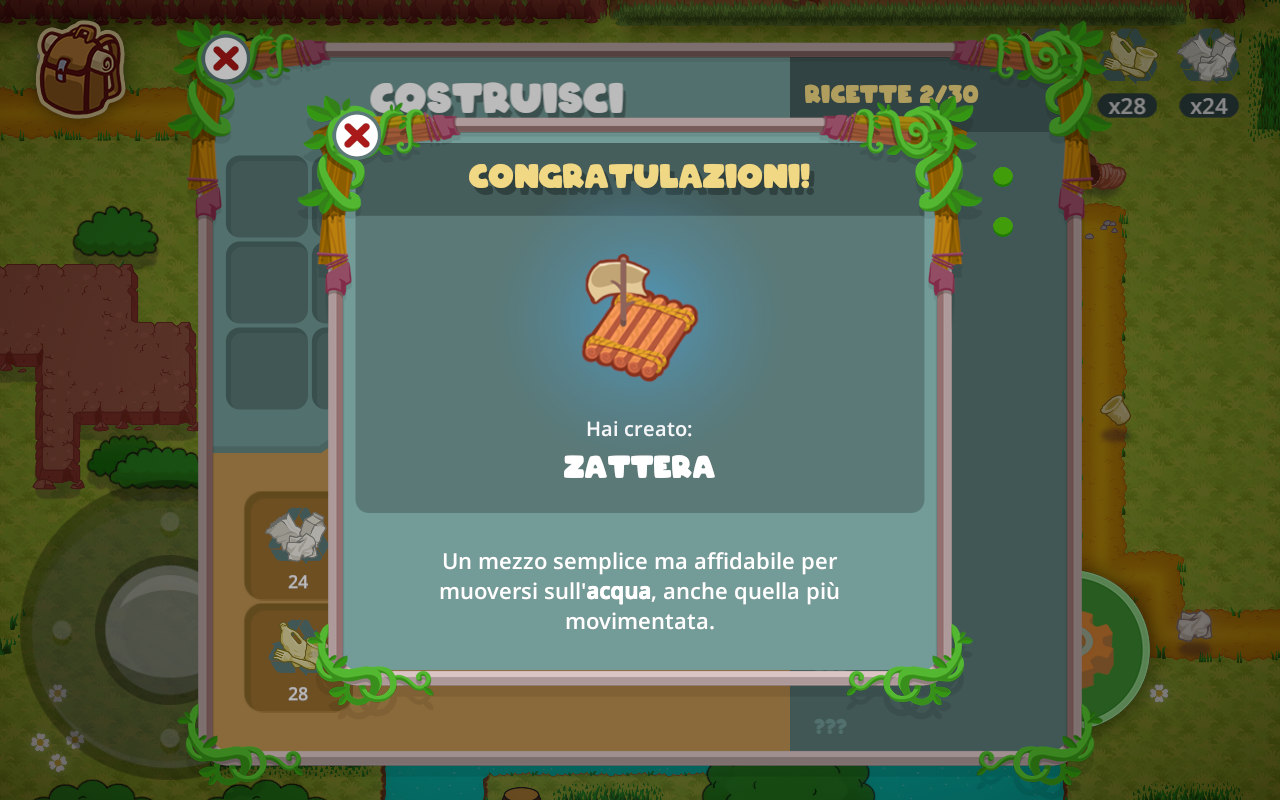 COSTRUISCI
RICETTE 2/30
x28
x24
CONGRATULAZIONI!
Hai creato:
ZATTERA
Un mezzo semplice ma affidabile per
muoversi sull'acqua, anche quella più
movimentata.
24
28
???